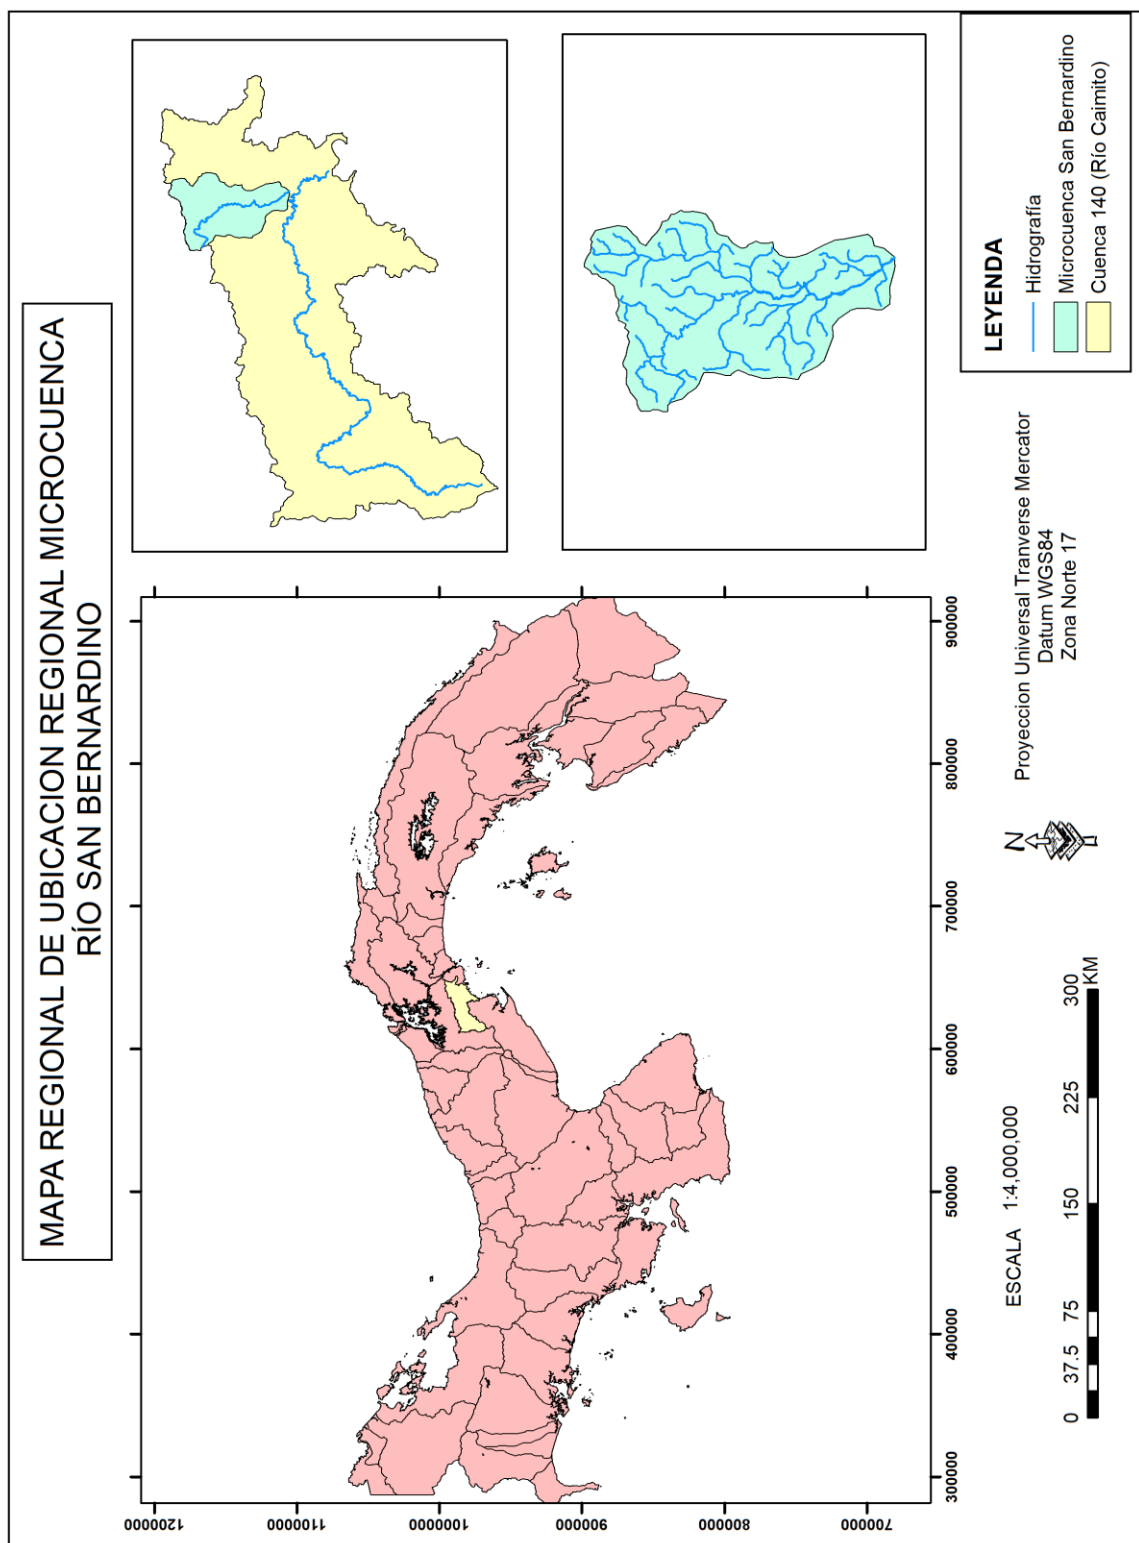 MAPA REGIONAL DE UBICACION REGIONAL MICROCUENCA
RÍO SAN BERNARDINO
1200000
1100000
1000000
900000
800000
700000
300000
400000
500000
600000
700000
800000
900000
ESCALA 1:4,000,000
0 37.5 75 150 225 300
KM
N
Proyeccion Universal Tranverse Mercator
Datum WGS84
Zona Norte 17
LEYENDA
Hidrografía
Microcuenca San Bernardino
Cuenca 140 (Río Caimito)